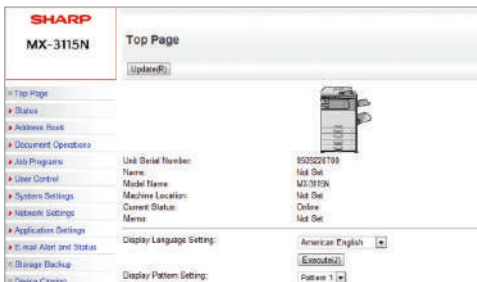 SHARP
MX-3115N
Top Page
Update(R)
Top Page
Status
Address Book
Document Operations
Job Programs
User Control
System Settings
Network Settings
Application Settings
E-mail Alert and Status
Storage Backup
Device Cloning
Unit Serial Number:
Name: Not Set
Model Name: MX-3115N
Machine Location: Not Set
Current Status: Online
Memo: Not Set
Display Language Setting: American English
Execute(J)
Display Pattern Setting: Pattern 1